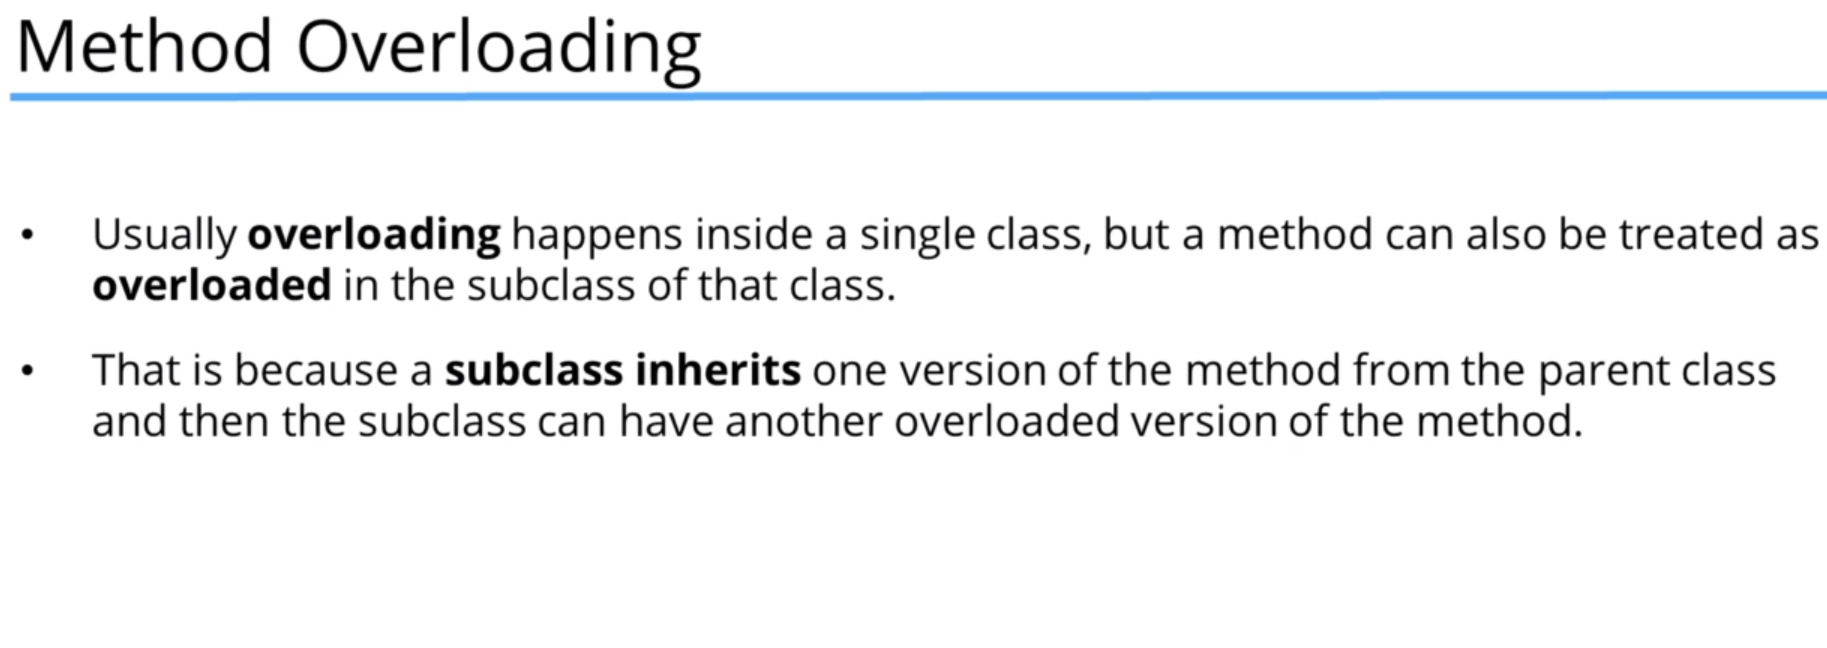 Method Overloading
• Usually overloading happens inside a single class, but a method can also be treated as
overloaded in the subclass of that class.
• That is because a subclass inherits one version of the method from the parent class
and then the subclass can have another overloaded version of the method.